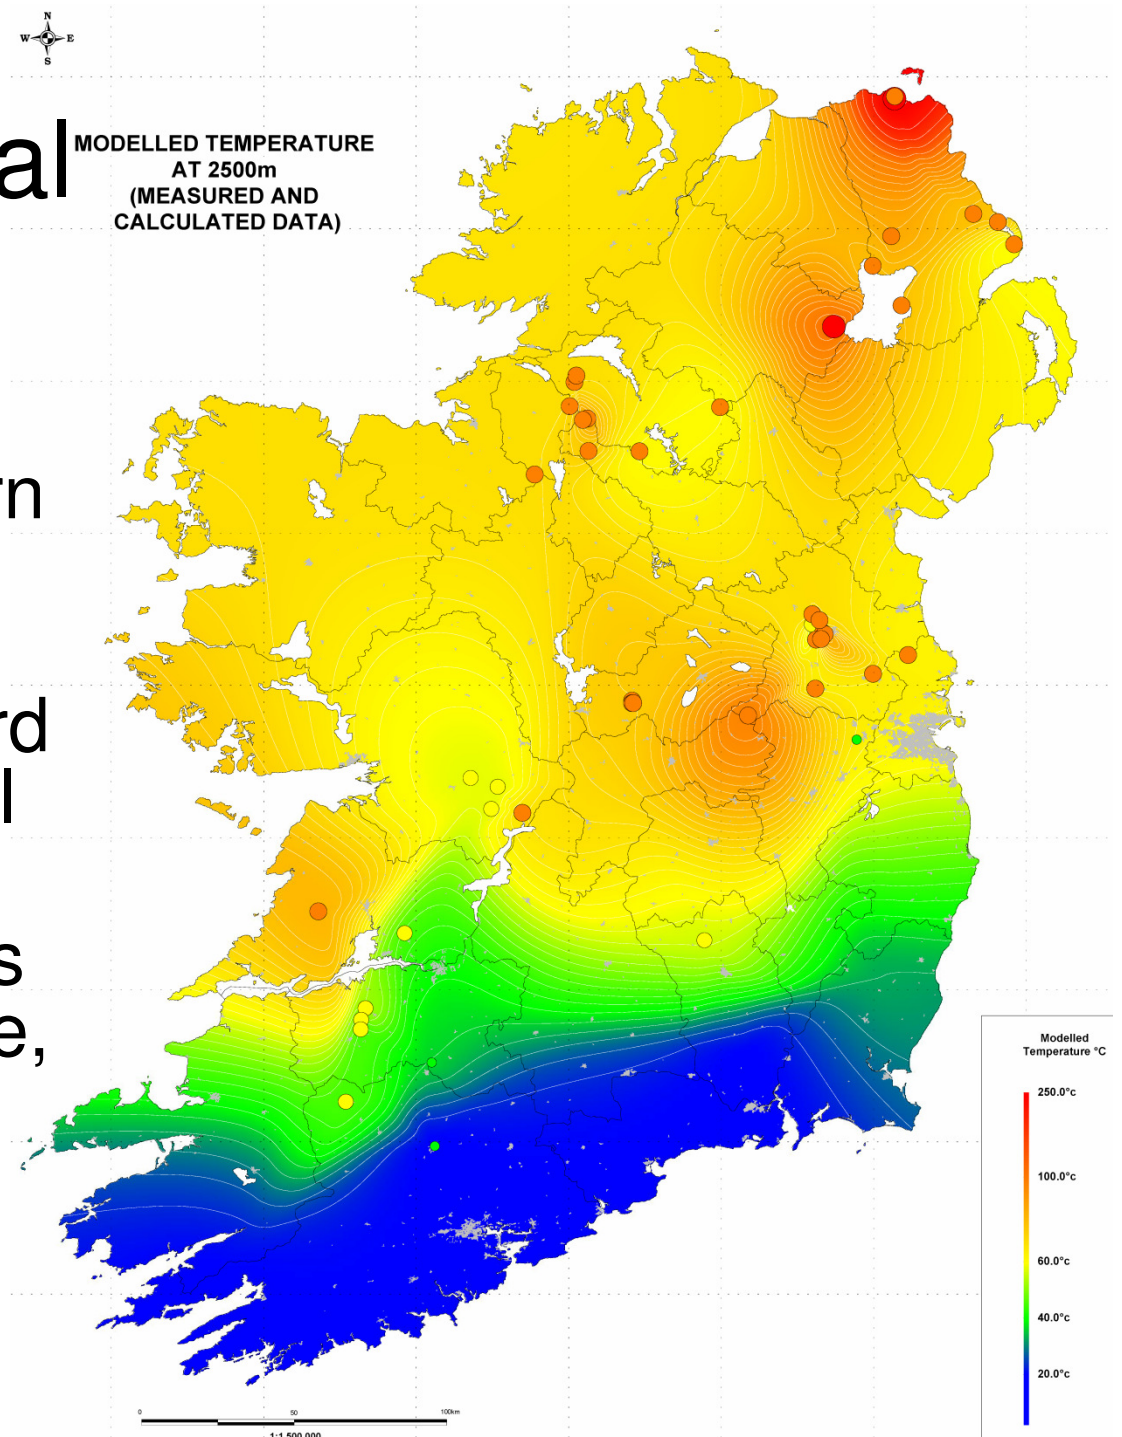 N
W E
S
al
MODELLED TEMPERATURE
AT 2500m
(MEASURED AND
CALCULATED DATA)
rn
rd
l
s
e,
Modelled
Temperature °C
250.0°c
100.0°c
60.0°c
40.0°c
20.0°c
0 50 100km
1:1 500 000